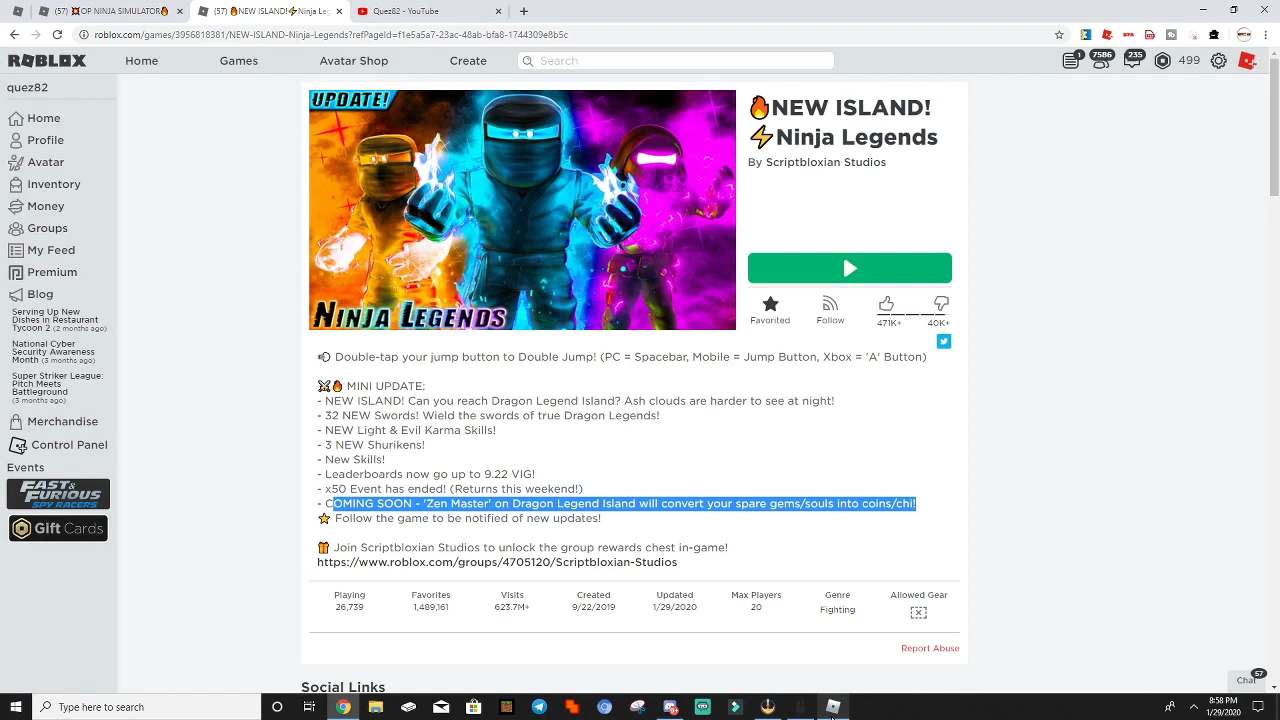 (57) 💥OP NINJA SIMULATOR🔥
(57) 🔥NEW ISLAND!⚡Ninja Leg
Quez82 - YouTube
roblox.com/games/3956818381/NEW-ISLAND-Ninja-Legends?refPageId=f1e5a5a7-23ac-48ab-bfa8-1744309e8b5c
ROBLOX
Home
Games
Avatar Shop
Create
Search
1
7586
235
499
quez82
Home
Profile
Avatar
Inventory
Money
Groups
My Feed
Premium
Blog
Serving Up New
Dishes in Restaurant
Tycoon 2 (2 months ago)
National Cyber
Security Awareness
Month (3 months ago)
Super Striker League:
Pitch Meets
Battleground
(3 months ago)
Merchandise
Control Panel
Events
FAST &
FURIOUS
SPY RACERS
Gift Cards
UPDATE!
NINJA LEGENDS
🔥NEW ISLAND!
⚡Ninja Legends
By Scriptbloxian Studios
Favorited
Follow
471K+
40K+
💨 Double-tap your jump button to Double Jump! (PC = Spacebar, Mobile = Jump Button, Xbox = 'A' Button)
⚔🔥 MINI UPDATE:
- NEW ISLAND! Can you reach Dragon Legend Island? Ash clouds are harder to see at night!
- 32 NEW Swords! Wield the swords of true Dragon Legends!
- NEW Light & Evil Karma Skills!
- 3 NEW Shurikens!
- New Skills!
- Leaderboards now go up to 9.22 VIG!
- x50 Event has ended! (Returns this weekend!)
- COMING SOON - 'Zen Master' on Dragon Legend Island will convert your spare gems/souls into coins/chi!
⭐ Follow the game to be notified of new updates!
🎁 Join Scriptbloxian Studios to unlock the group rewards chest in-game!
https://www.roblox.com/groups/4705120/Scriptbloxian-Studios
Playing
Favorites
Visits
Created
Updated
Max Players
Genre
Allowed Gear
26,739
1,489,161
623.7M+
9/22/2019
1/29/2020
20
Fighting
Report Abuse
Social Links
Chat
57
Type here to search
8:58 PM
1/29/2020